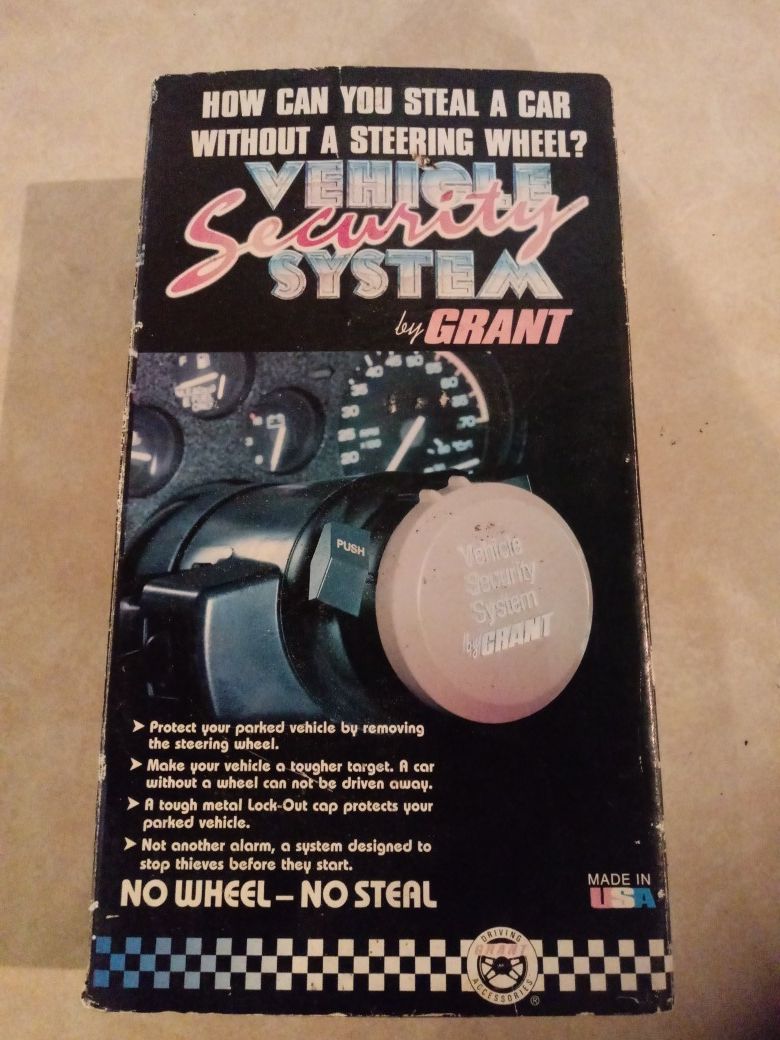 HOW CAN YOU STEAL A CAR
WITHOUT A STEERING WHEEL?
VEHICLE
Security
SYSTEM
by GRANT
PUSH
Vehicle
Security
System
by GRANT
➤ Protect your parked vehicle by removing
the steering wheel.
➤ Make your vehicle a tougher target. A car
without a wheel can not be driven away.
➤ A tough metal Lock-Out cap protects your
parked vehicle.
➤ Not another alarm, a system designed to
stop thieves before they start.
NO WHEEL – NO STEAL
MADE IN
USA
DRIVING
GRANT
ACCESSORIES
®